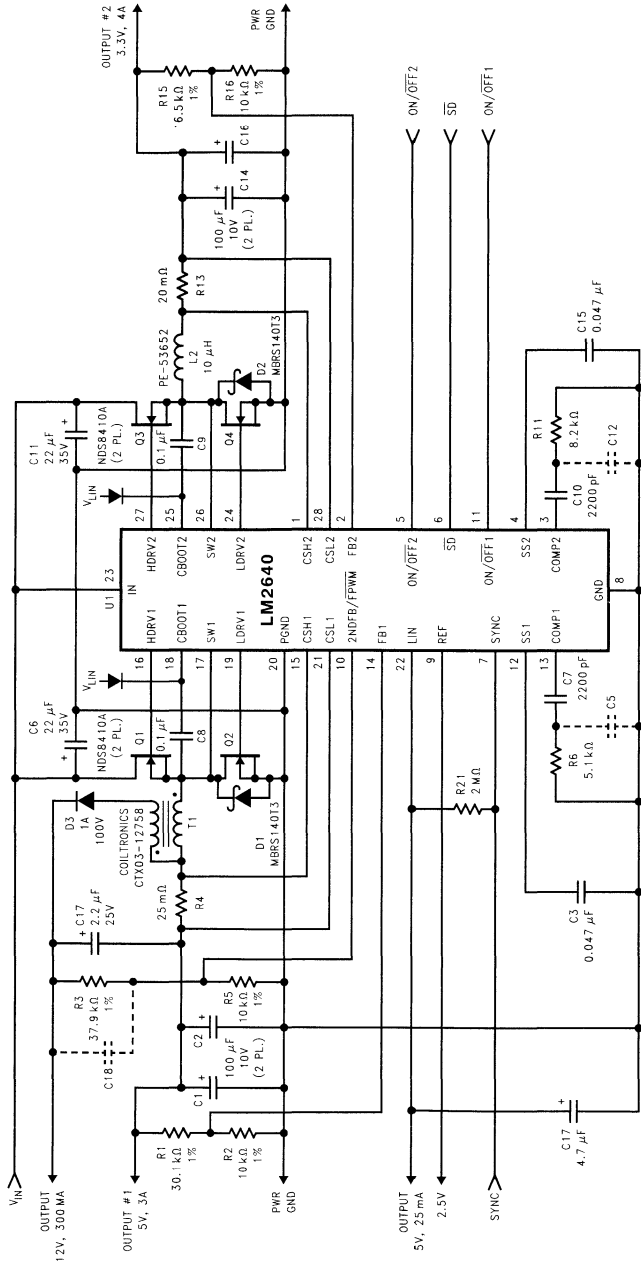 V_IN
OUTPUT
12V, 300 MA
C18
R3
37.9 kΩ
1%
C17
2.2 µF
25V
+
D3
1A
100V
COILTRONICS
CTX03-12758
T1
C6
22 µF
35V
+
NDS8410A
(2 PL.)
Q1
0.1 µF
C8
V_LIN
OUTPUT #1
5V, 3A
R1
30.1 kΩ
1%
R2
10 kΩ
1%
C1
+
C2
+
100 µF
10V
(2 PL.)
R5
10 kΩ
1%
25 mΩ
R4
Q2
D1
MBRS140T3
PWR
GND
U1
23
IN
LM2640
16
HDRV1
18
CBOOT1
17
SW1
19
LDRV1
20
PGND
15
CSH1
21
CSL1
10
2NDFB/F̅P̅W̅M̅
14
FB1
22
LIN
9
REF
7
SYNC
12
SS1
13
COMP1
GND
8
HDRV2
27
CBOOT2
25
SW2
26
LDRV2
24
CSH2
1
CSL2
28
FB2
2
ON/O̅F̅F̅2
5
S̅D̅
6
ON/O̅F̅F̅1
11
SS2
4
COMP2
3
V_LIN
C11
22 µF
35V
+
NDS8410A
(2 PL.)
Q3
0.1 µF
C9
Q4
PE-53652
L2
10 µH
D2
MBRS140T3
20 mΩ
R13
100 µF
10V
(2 PL.)
C14
+
C16
+
R15
'6.5 kΩ
1%
R16
10 kΩ
1%
OUTPUT #2
3.3V, 4A
PWR
GND
ON/O̅F̅F̅2
S̅D̅
ON/O̅F̅F̅1
OUTPUT
5V, 25 mA
2.5V
SYNC
C17
4.7 µF
+
C3
0.047 µF
R21
2 MΩ
R6
5.1 kΩ
C5
C7
2200 pF
C10
2200 pF
R11
8.2 kΩ
C12
C15
0.047 µF